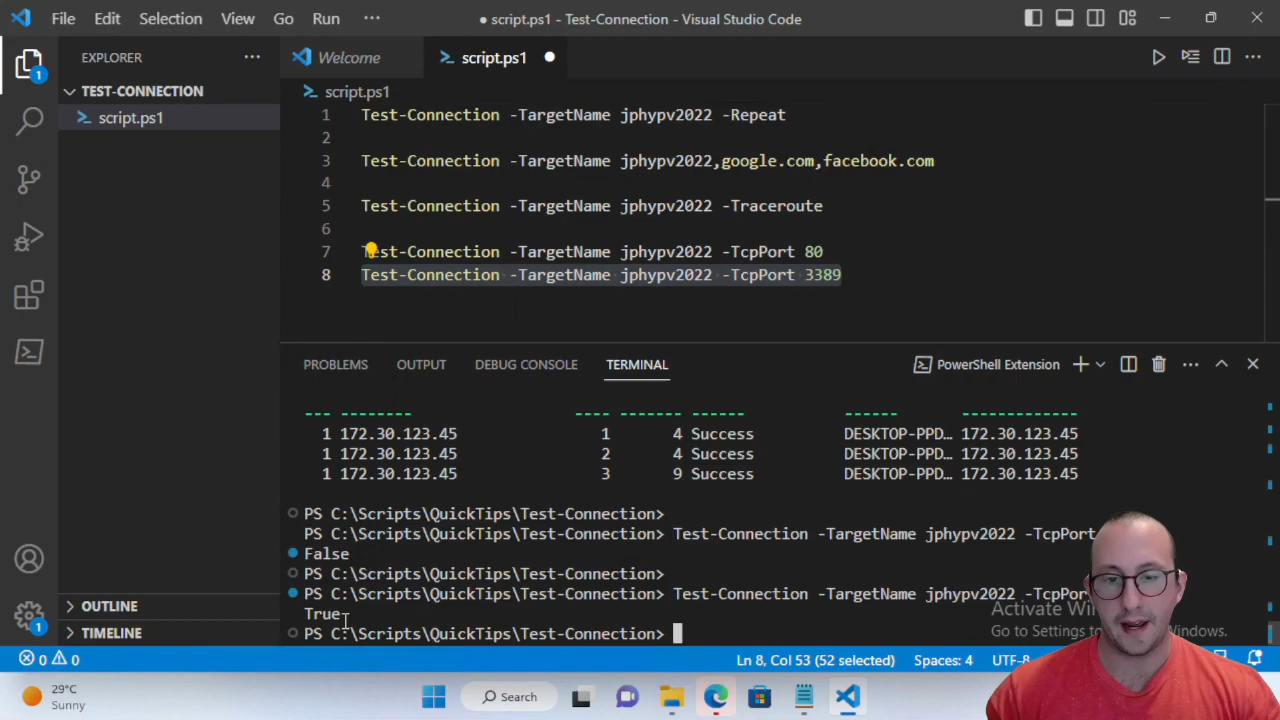 File Edit Selection View Go Run ··· ● script.ps1 - Test-Connection - Visual Studio Code
EXPLORER ··· Welcome script.ps1
TEST-CONNECTION script.ps1
script.ps1
1 Test-Connection -TargetName jphypv2022 -Repeat
2
3 Test-Connection -TargetName jphypv2022,google.com,facebook.com
4
5 Test-Connection -TargetName jphypv2022 -Traceroute
6
7 Test-Connection -TargetName jphypv2022 -TcpPort 80
8 Test-Connection -TargetName jphypv2022 -TcpPort 3389
PROBLEMS OUTPUT DEBUG CONSOLE TERMINAL PowerShell Extension
--- -------- ---- ------- ------ ------ -------------
1 172.30.123.45 1 4 Success DESKTOP-PPD… 172.30.123.45
1 172.30.123.45 2 4 Success DESKTOP-PPD… 172.30.123.45
1 172.30.123.45 3 9 Success DESKTOP-PPD… 172.30.123.45
PS C:\Scripts\QuickTips\Test-Connection>
PS C:\Scripts\QuickTips\Test-Connection> Test-Connection -TargetName jphypv2022 -TcpPort
False
PS C:\Scripts\QuickTips\Test-Connection>
PS C:\Scripts\QuickTips\Test-Connection> Test-Connection -TargetName jphypv2022
True
PS C:\Scripts\QuickTips\Test-Connection>
OUTLINE
TIMELINE
1
1
Activate
Go to Settings to
Windows.
0 0 Ln 8, Col 53 (52 selected) Spaces: 4 UTF-8
29°C
Sunny
Search